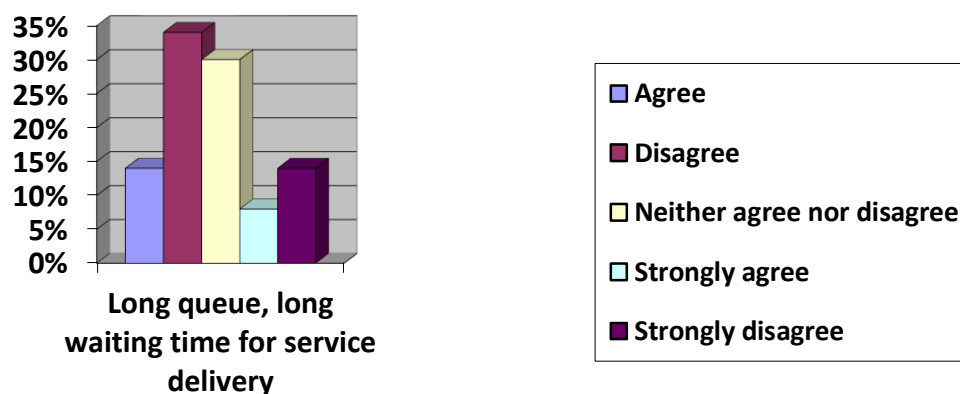 35%
30%
25%
20%
15%
10%
5%
0%
Long queue, long
waiting time for service
delivery
Agree
Disagree
Neither agree nor disagree
Strongly agree
Strongly disagree